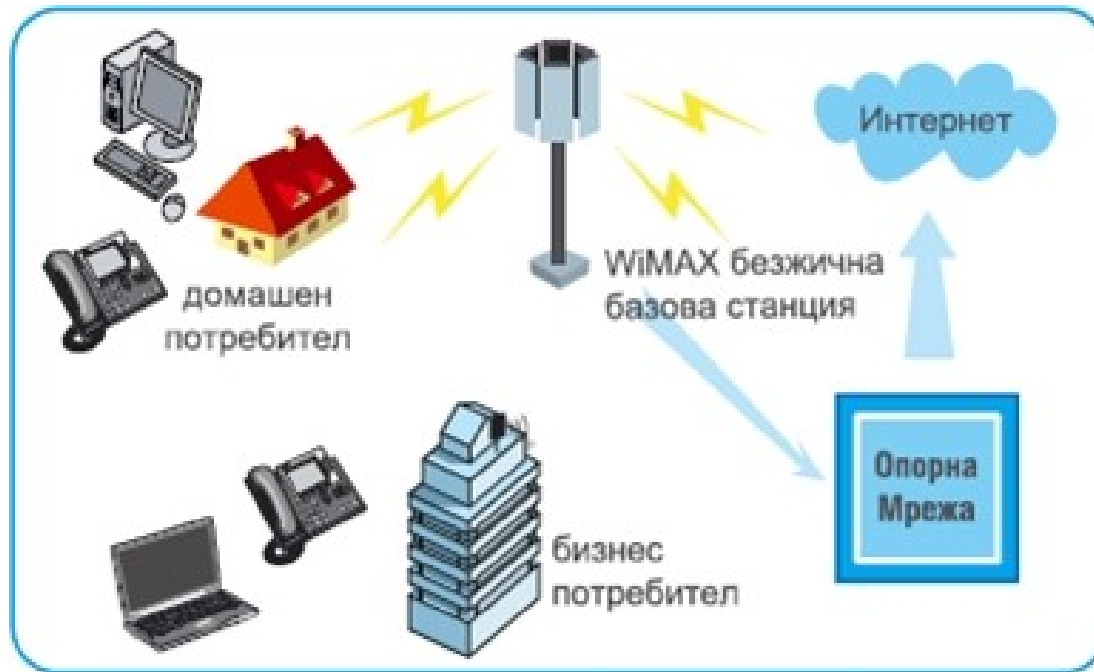 Интернет
WiMAX безжична
базова станция
домашен
потребител
Опорна
Мрежа
бизнес
потребител